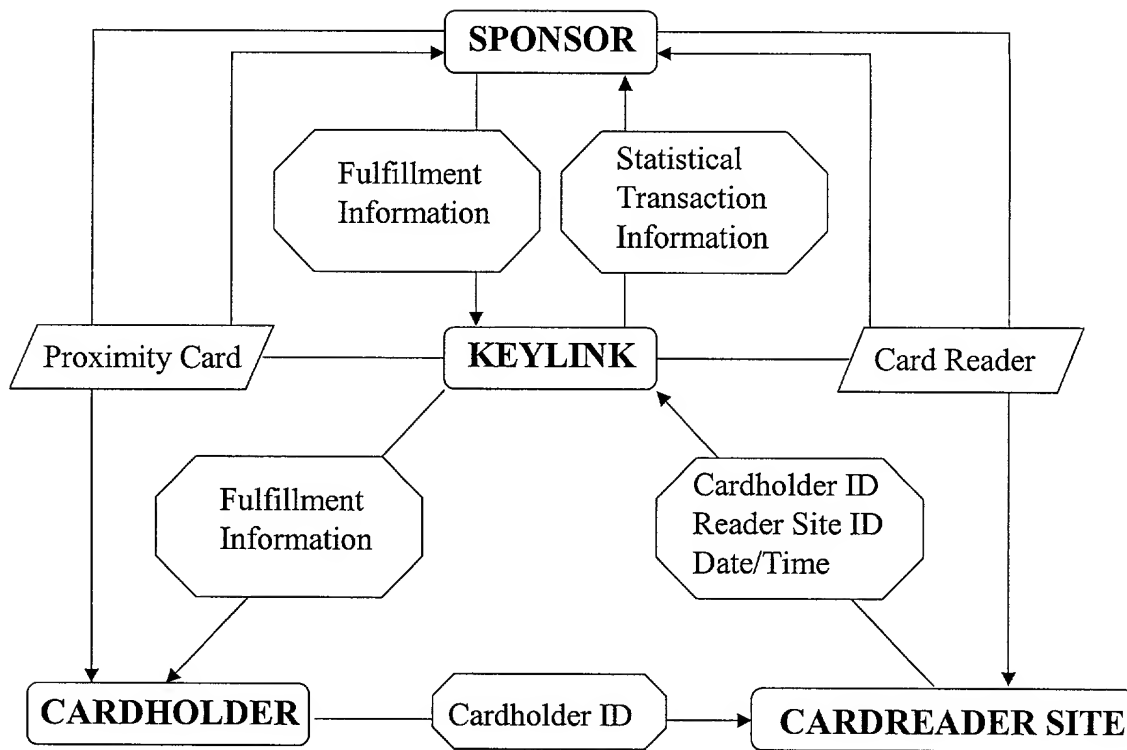 SPONSOR
Fulfillment
Information
Statistical
Transaction
Information
Proximity Card
KEYLINK
Card Reader
Fulfillment
Information
Cardholder ID
Reader Site ID
Date/Time
CARDHOLDER
Cardholder ID
CARDREADER SITE